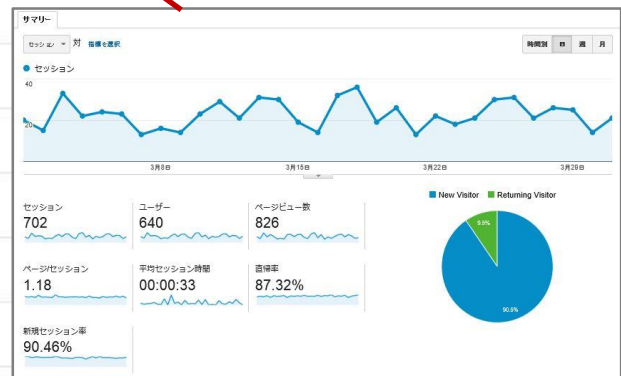 サマリー
セッション 対 指標を選択
時間別 日 週 月
セッション
40
20
3月8日 3月15日 3月22日 3月29日
New Visitor Returning Visitor
セッション ユーザー ページビュー数
702 640 826
ページ/セッション 平均セッション時間 直帰率
1.18 00:00:33 87.32%
新規セッション率
90.46%
9.5%
90.5%